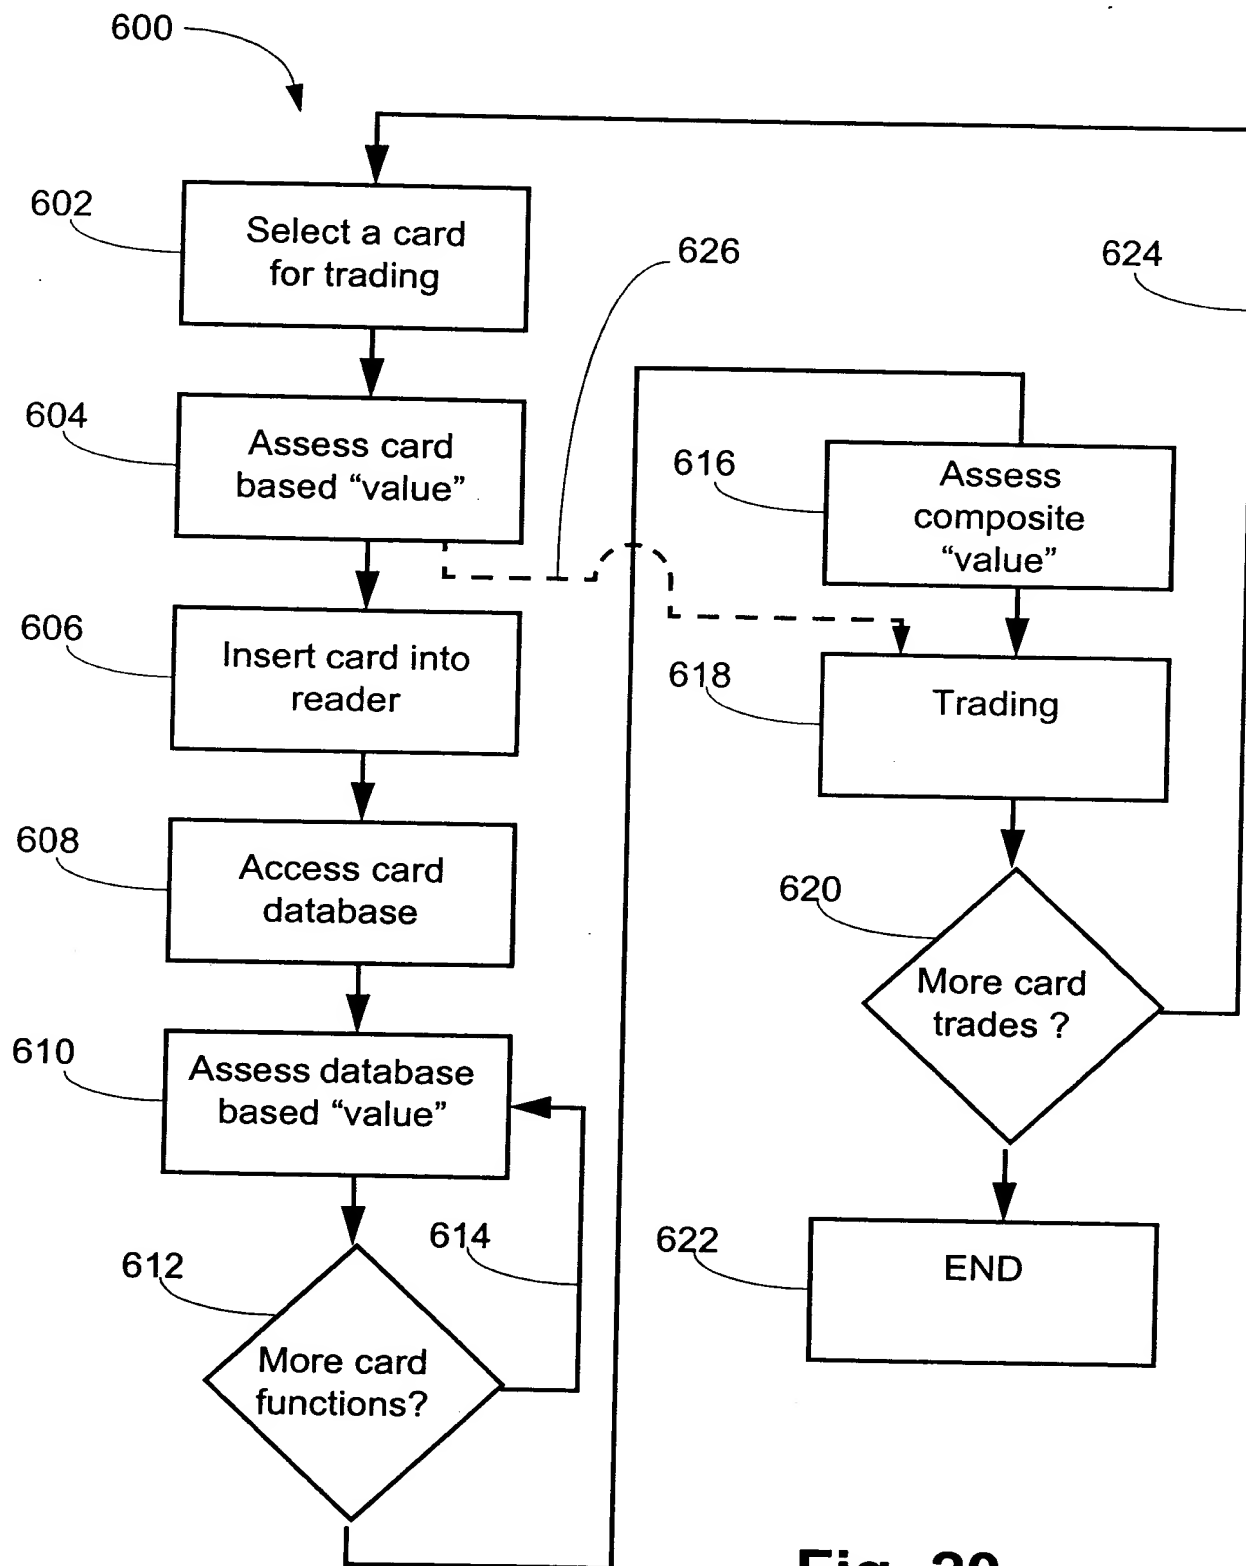 600
602
Select a card
for trading
626
624
604
Assess card
based “value”
616
Assess
composite
“value”
606
Insert card into
reader
618
Trading
608
Access card
database
620
More card
trades ?
610
Assess database
based “value”
614
612
More card
functions?
622
END